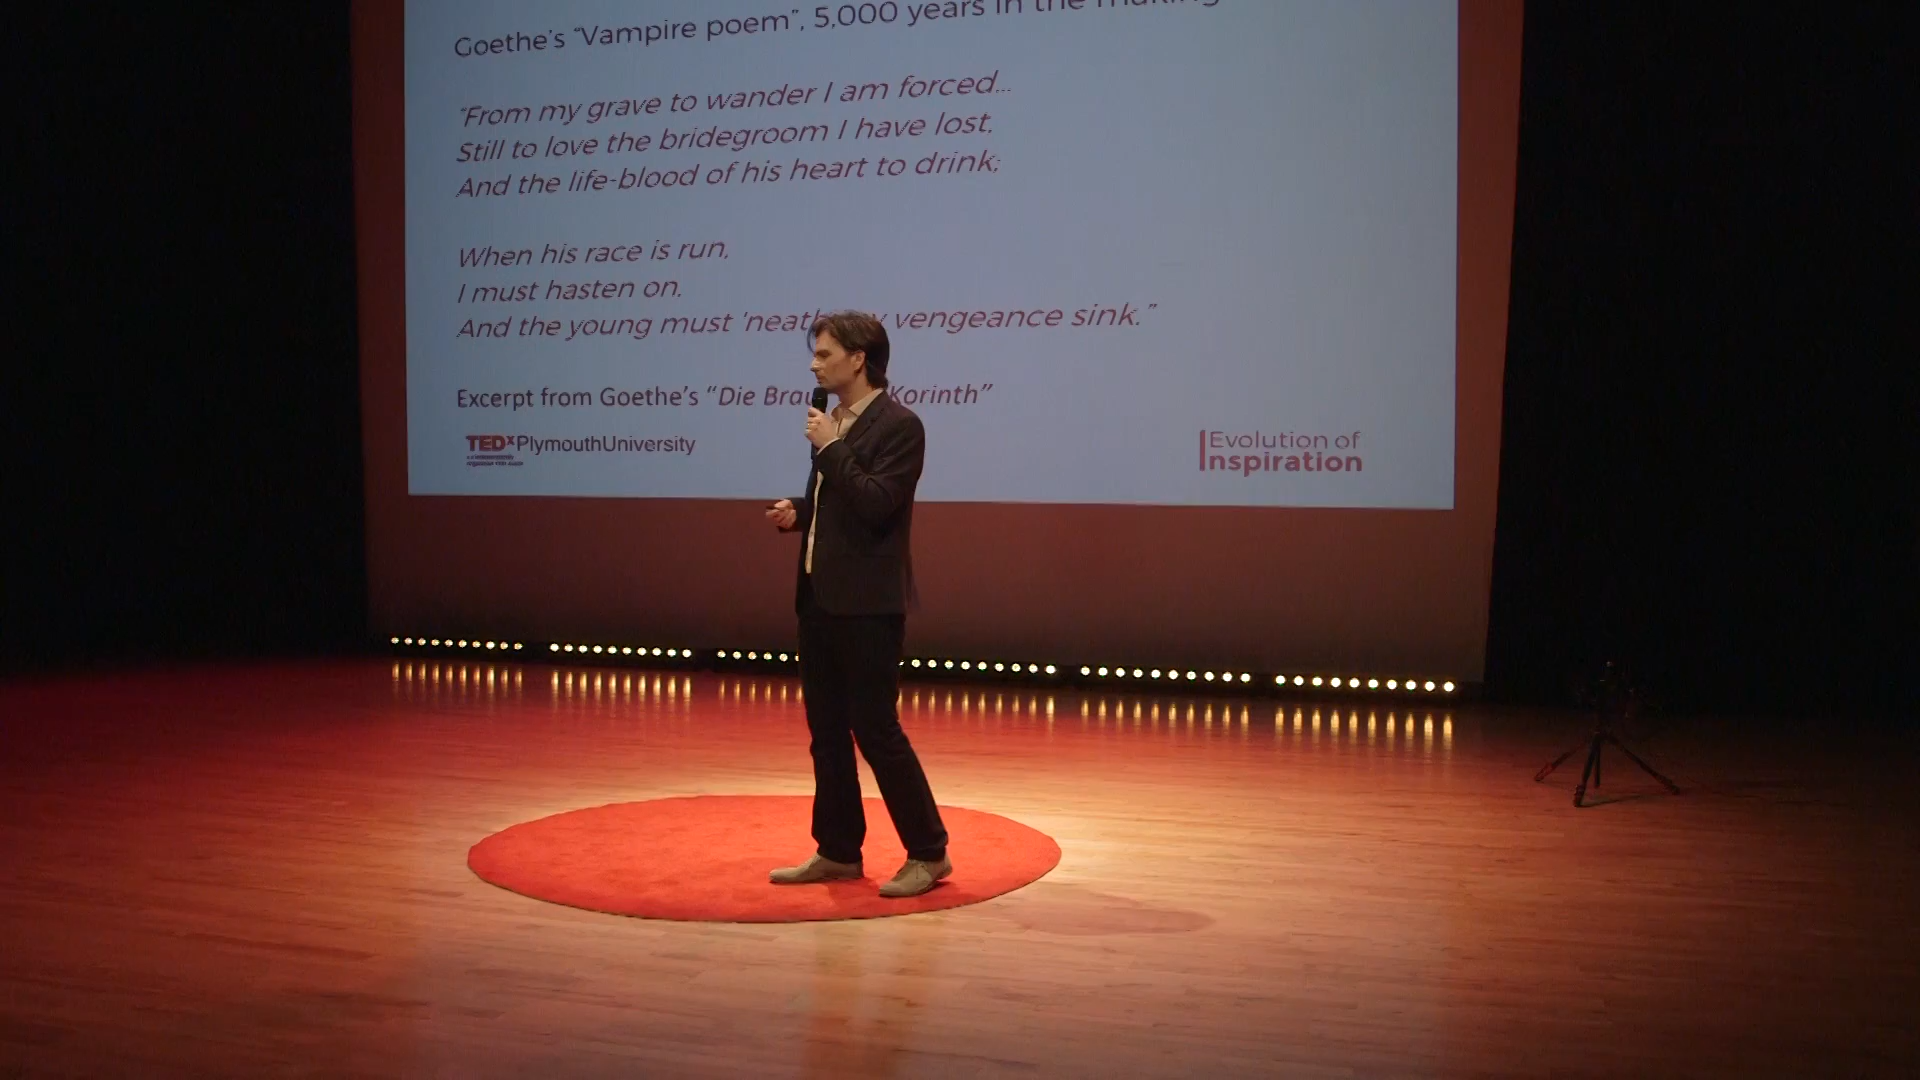 Goethe's "Vampire poem", 5,000 years in the making
"From my grave to wander I am forced...
Still to love the bridegroom I have lost,
And the life-blood of his heart to drink;
When his race is run,
I must hasten on,
And the young must 'neath vengeance sink."
Excerpt from Goethe's "Die Korinth"
TEDxPlymouthUniversity
Evolution of
Inspiration